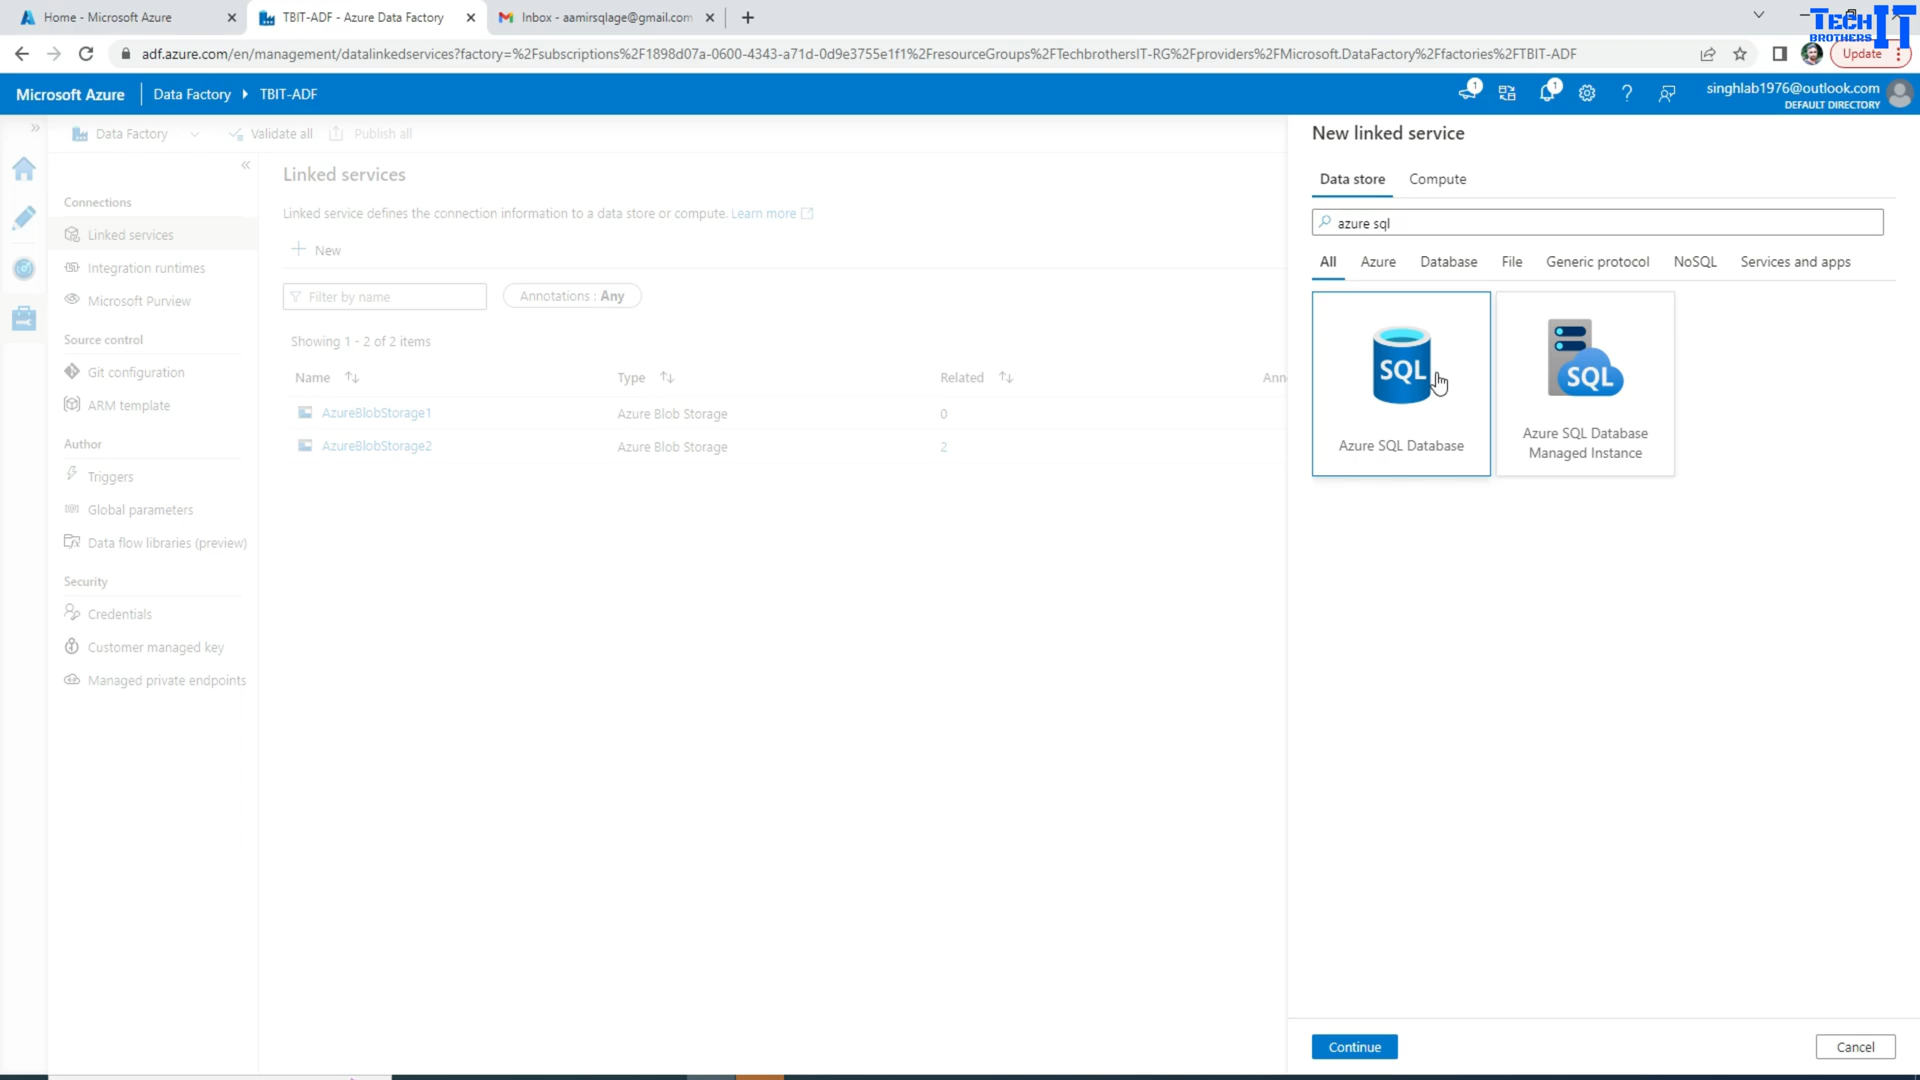 Home - Microsoft Azure
TBIT-ADF - Azure Data Factory
Inbox - aamirsqlage@gmail.com
TECH IT
BROTHERS
adf.azure.com/en/management/datalinkedservices?factory=%2Fsubscriptions%2F1898d07a-0600-4343-a71d-0d9e3755e1f1%2FresourceGroups%2FTechbrothersIT-RG%2Fproviders%2FMicrosoft.DataFactory%2Ffactories%2FTBIT-ADF
Update
Microsoft Azure
Data Factory
TBIT-ADF
1
1
singhlab1976@outlook.com
DEFAULT DIRECTORY
Data Factory
Validate all
Publish all
New linked service
Connections
Linked services
Integration runtimes
Microsoft Purview
Source control
Git configuration
ARM template
Author
Triggers
Global parameters
Data flow libraries (preview)
Security
Credentials
Customer managed key
Managed private endpoints
Linked services
Linked service defines the connection information to a data store or compute. Learn more
New
Filter by name
Annotations : Any
Showing 1 - 2 of 2 items
Name Type Related Ann
AzureBlobStorage1 Azure Blob Storage 0
AzureBlobStorage2 Azure Blob Storage 2
Data store Compute
azure sql
All Azure Database File Generic protocol NoSQL Services and apps
SQL
Azure SQL Database
SQL
Azure SQL Database
Managed Instance
Continue
Cancel